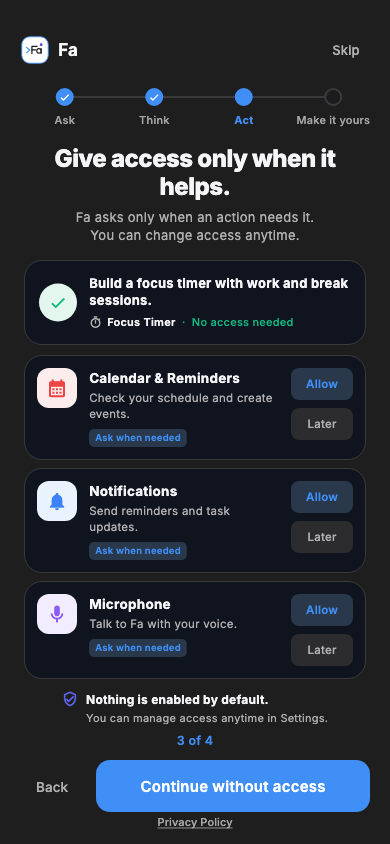 >Fa
Fa
Skip
Ask
Think
Act
Make it yours
Give access only when it
helps.
Fa asks only when an action needs it.
You can change access anytime.
Build a focus timer with work and break
sessions.
Focus Timer · No access needed
Calendar & Reminders
Check your schedule and create
events.
Ask when needed
Allow
Later
Notifications
Send reminders and task
updates.
Ask when needed
Allow
Later
Microphone
Talk to Fa with your voice.
Ask when needed
Allow
Later
Nothing is enabled by default.
You can manage access anytime in Settings.
3 of 4
Back
Continue without access
Privacy Policy